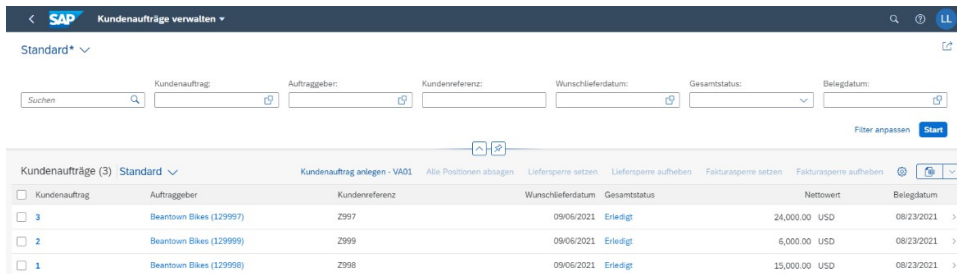 SAP Kundenaufträge verwalten LL
Standard*
Kundenauftrag: Auftraggeber: Kundenreferenz: Wunschlieferdatum: Gesamtstatus: Belegdatum:
Suchen
Filter anpassen Start
Kundenaufträge (3) Standard Kundenauftrag anlegen - VA01 Alle Positionen absagen Liefersperre setzen Liefersperre aufheben Fakturasperre setzen Fakturasperre aufheben
Kundenauftrag Auftraggeber Kundenreferenz Wunschlieferdatum Gesamtstatus Nettowert Belegdatum
3 Beantown Bikes (129997) Z997 09/06/2021 Erledigt 24,000.00 USD 08/23/2021
2 Beantown Bikes (129999) Z999 09/06/2021 Erledigt 6,000.00 USD 08/23/2021
1 Beantown Bikes (129998) Z998 09/06/2021 Erledigt 15,000.00 USD 08/23/2021